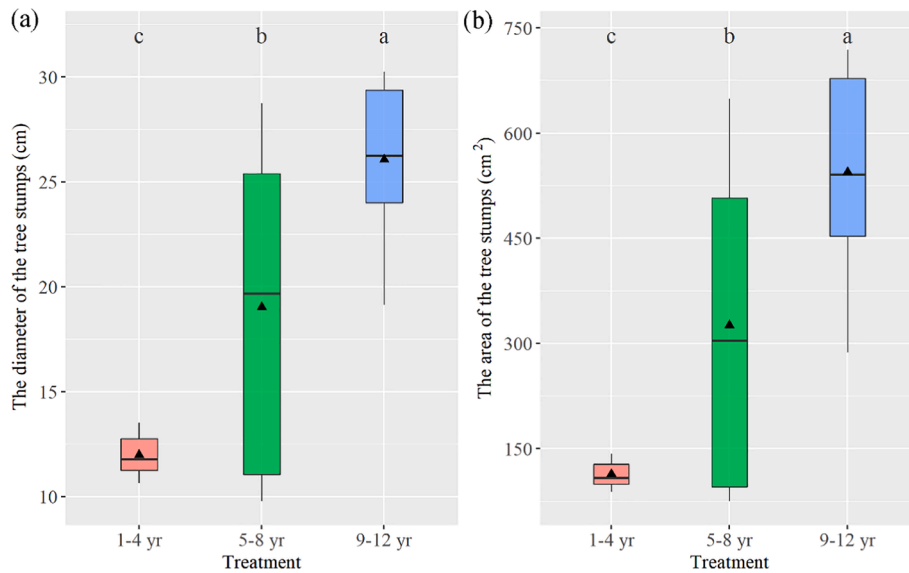 (a)
c b a
The diameter of the tree stumps (cm)
30
25
20
15
10
1-4 yr 5-8 yr 9-12 yr
Treatment
(b)
c b a
The area of the tree stumps (cm²)
750
600
450
300
150
1-4 yr 5-8 yr 9-12 yr
Treatment